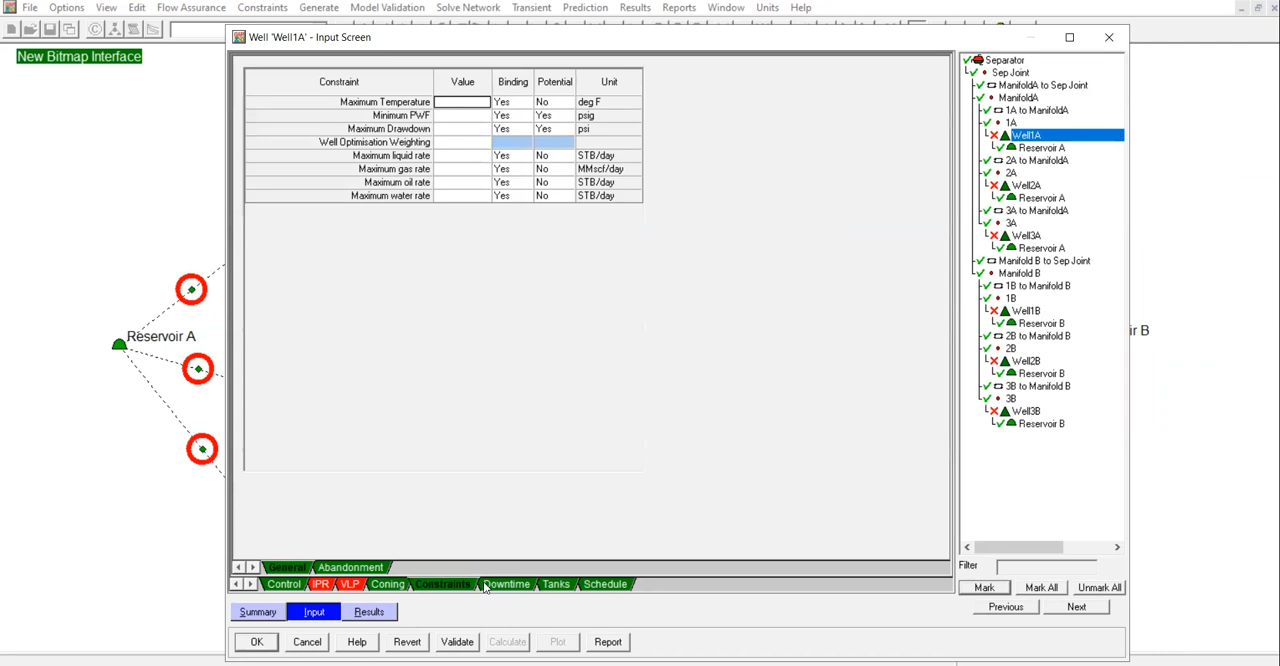 File Options View Edit Flow Assurance Constraints Generate Model Validation Solve Network Transient Prediction Results Reports Window Units Help
Well 'Well1A' - Input Screen
New Bitmap Interface
Constraint Value Binding Potential Unit
Maximum Temperature Yes No deg F
Minimum PWF Yes Yes psig
Maximum Drawdown Yes Yes psi
Well Optimisation Weighting
Maximum liquid rate Yes No STB/day
Maximum gas rate Yes No MMscf/day
Maximum oil rate Yes No STB/day
Maximum water rate Yes No STB/day
Reservoir A
ir B
Separator
Sep Joint
ManifoldA to Sep Joint
ManifoldA
1A to ManifoldA
1A
Well1A
Reservoir A
2A to ManifoldA
2A
Well2A
Reservoir A
3A to ManifoldA
3A
Well3A
Reservoir A
Manifold B to Sep Joint
Manifold B
1B to Manifold B
1B
Well1B
Reservoir B
2B to Manifold B
2B
Well2B
Reservoir B
3B to Manifold B
3B
Well3B
Reservoir B
Filter
Mark Mark All Unmark All
Previous Next
General Abandonment
Control IPR VLP Coning Constraints Downtime Tanks Schedule
Summary Input Results
OK Cancel Help Revert Validate Calculate Plot Report